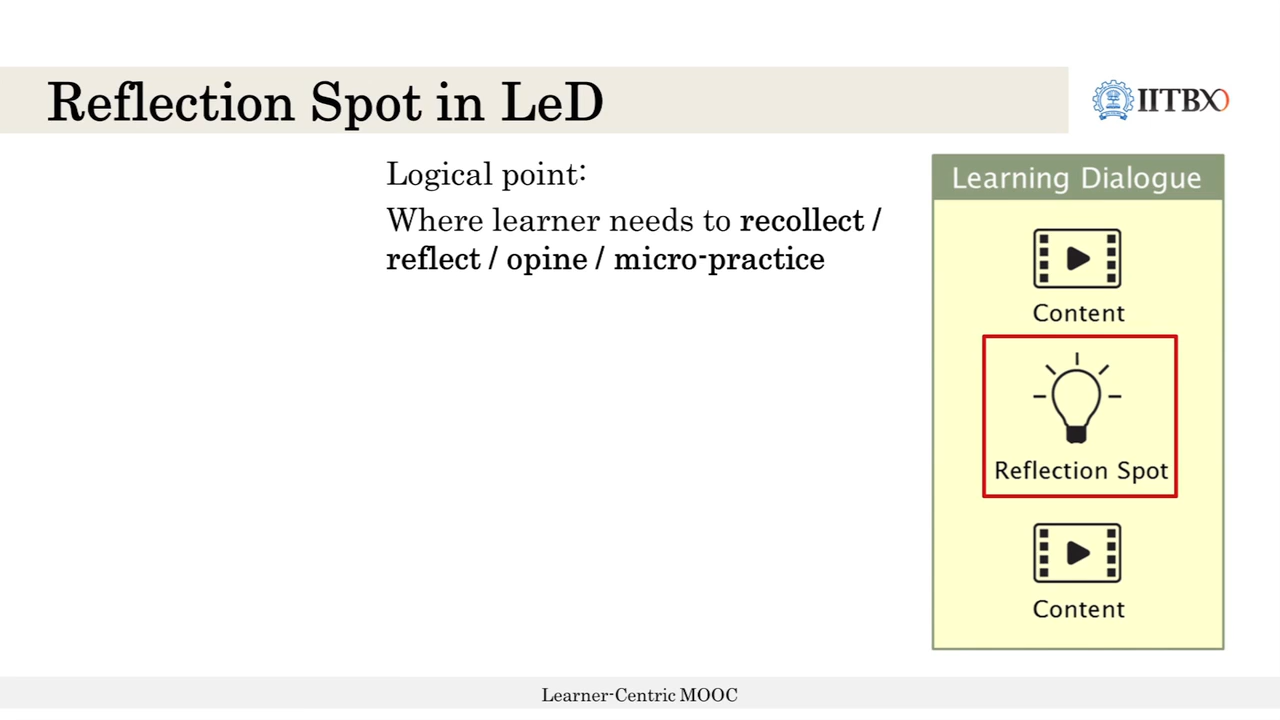 Reflection Spot in LeD
IITBX
Logical point:
Where learner needs to recollect /
reflect / opine / micro-practice
Learning Dialogue
Content
Reflection Spot
Content
Learner-Centric MOOC